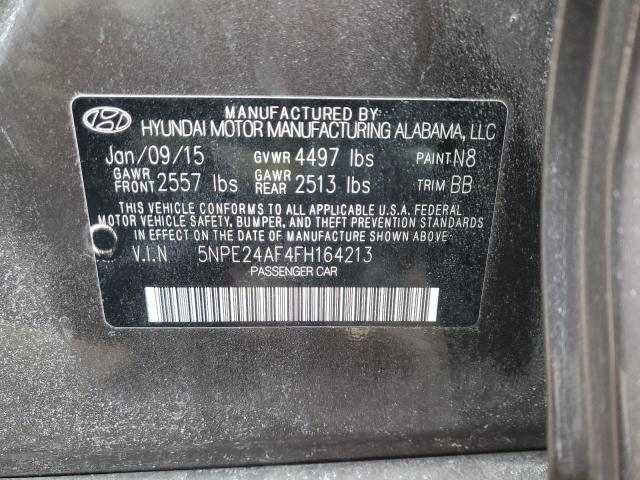 MANUFACTURED BY
HYUNDAI MOTOR MANUFACTURING ALABAMA, LLC
Jan/09/15 GVWR 4497 lbs PAINT N8
GAWR FRONT 2557 lbs GAWR REAR 2513 lbs TRIM BB
THIS VEHICLE CONFORMS TO ALL APPLICABLE U.S.A. FEDERAL
MOTOR VEHICLE SAFETY, BUMPER, AND THEFT PREVENTION
STANDARDS IN EFFECT ON THE DATE OF MANUFACTURE SHOWN ABOVE.
V.I.N 5NPE24AF4FH164213
PASSENGER CAR